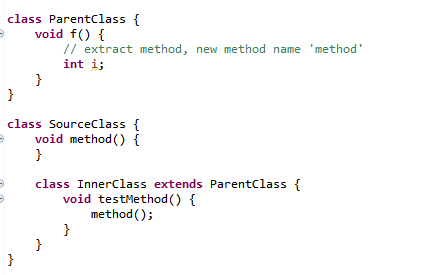 class ParentClass {
    void f() {
        // extract method, new method name 'method'
        int i;
    }
}

class SourceClass {
    void method() {
    }

    class InnerClass extends ParentClass {
        void testMethod() {
            method();
        }
    }
}